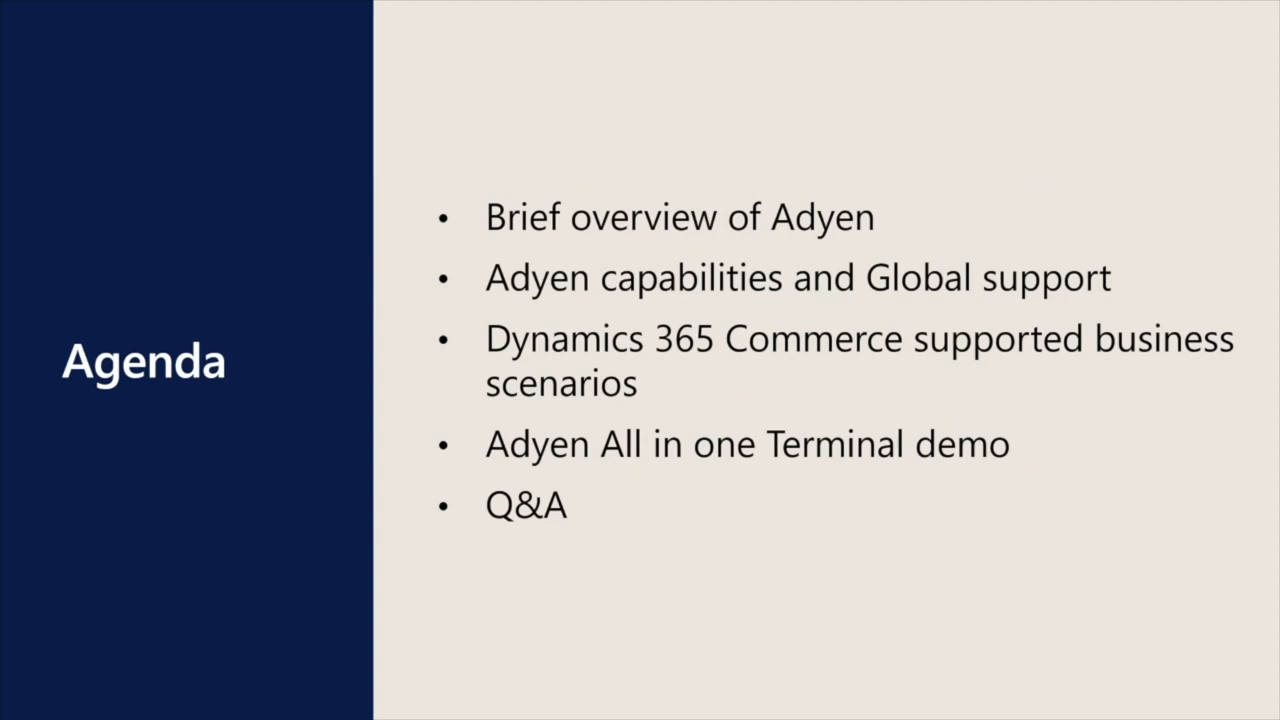 Agenda
• Brief overview of Adyen
• Adyen capabilities and Global support
• Dynamics 365 Commerce supported business
scenarios
• Adyen All in one Terminal demo
• Q&A